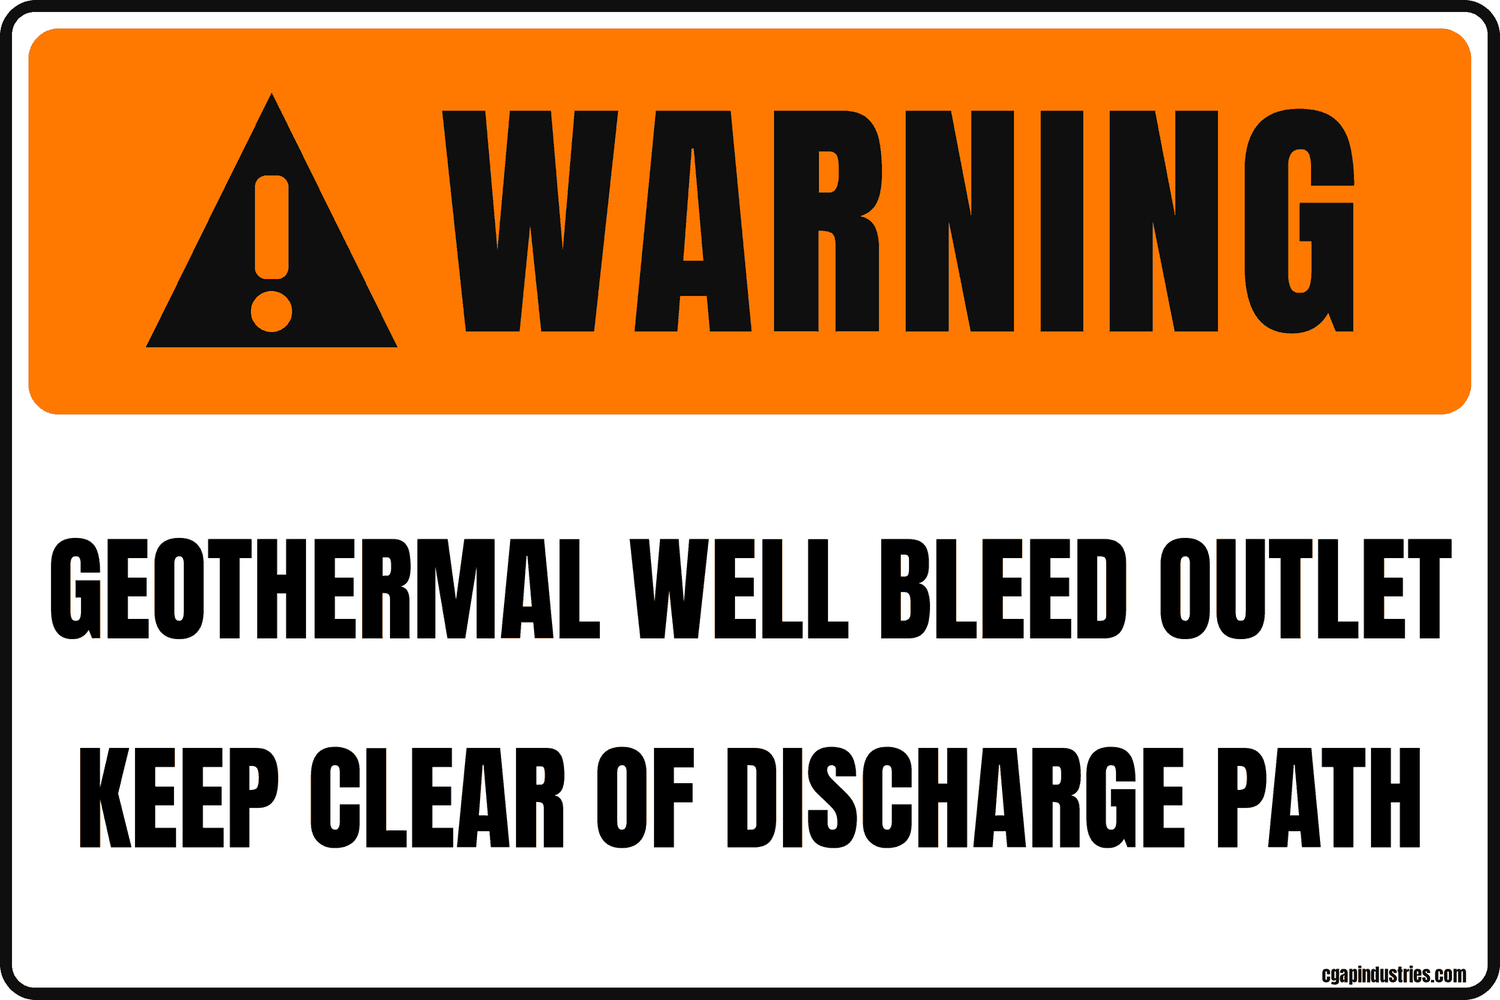 WARNING
GEOTHERMAL WELL BLEED OUTLET
KEEP CLEAR OF DISCHARGE PATH
cgapindustries.com